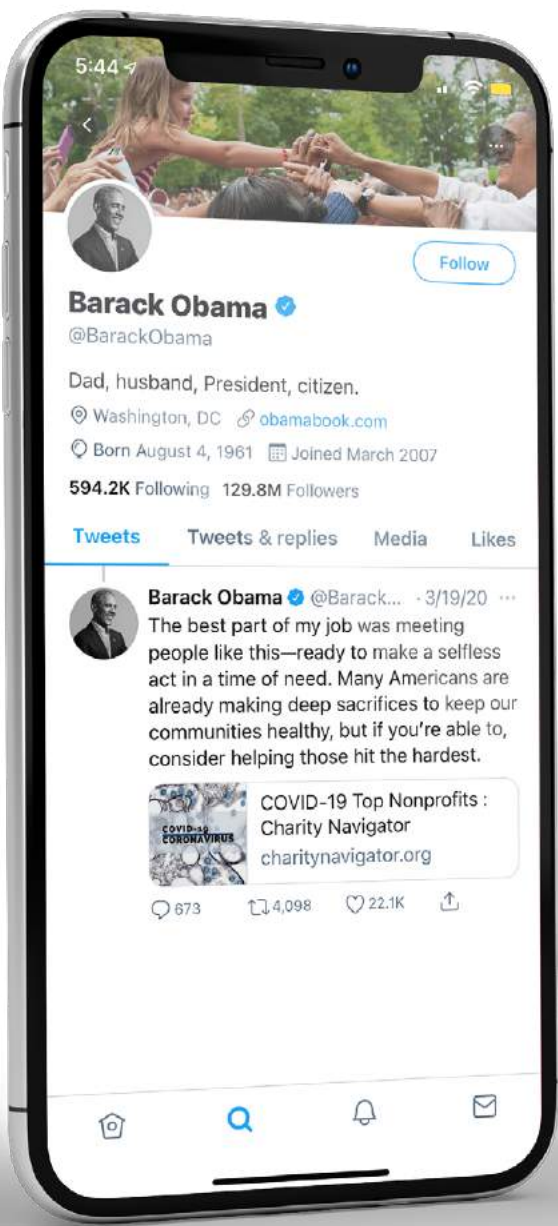 5:44
Follow
Barack Obama
@BarackObama
Dad, husband, President, citizen.
Washington, DC obamabook.com
Born August 4, 1961 Joined March 2007
594.2K Following 129.8M Followers
Tweets Tweets & replies Media Likes
Barack Obama @Barack... · 3/19/20 ···
The best part of my job was meeting
people like this—ready to make a selfless
act in a time of need. Many Americans are
already making deep sacrifices to keep our
communities healthy, but if you're able to,
consider helping those hit the hardest.
COVID-19
CORONAVIRUS
COVID-19 Top Nonprofits :
Charity Navigator
charitynavigator.org
673 4,098 22.1K